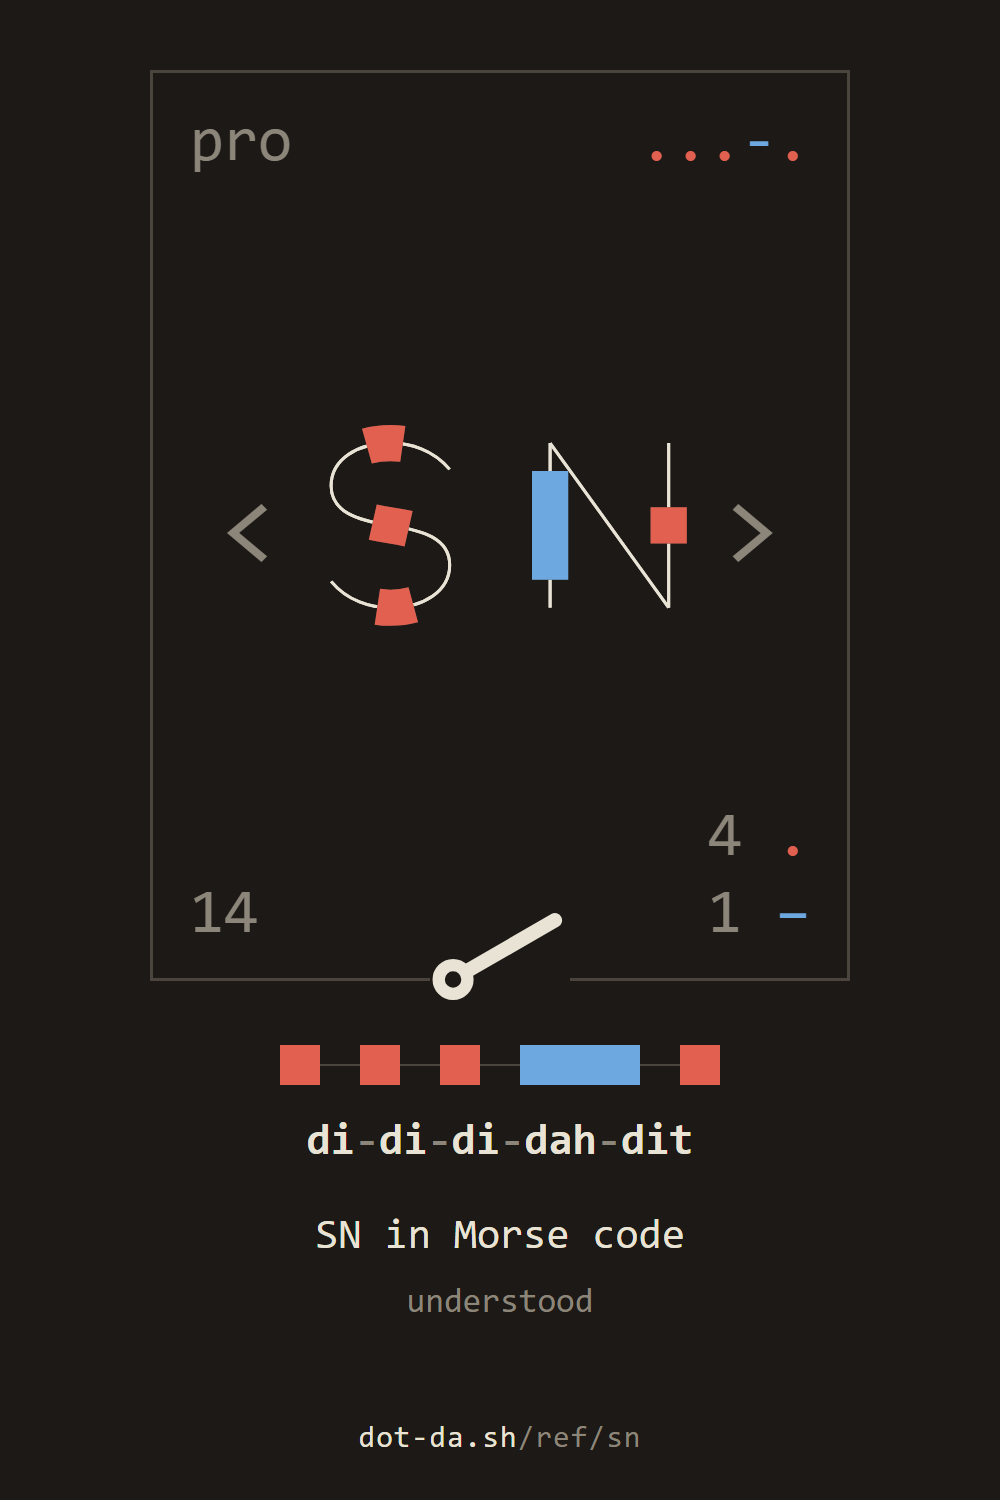 pro ...-.
< SN >
4 .
14 1 -
di-di-di-dah-dit
SN in Morse code
understood
dot-da.sh/ref/sn